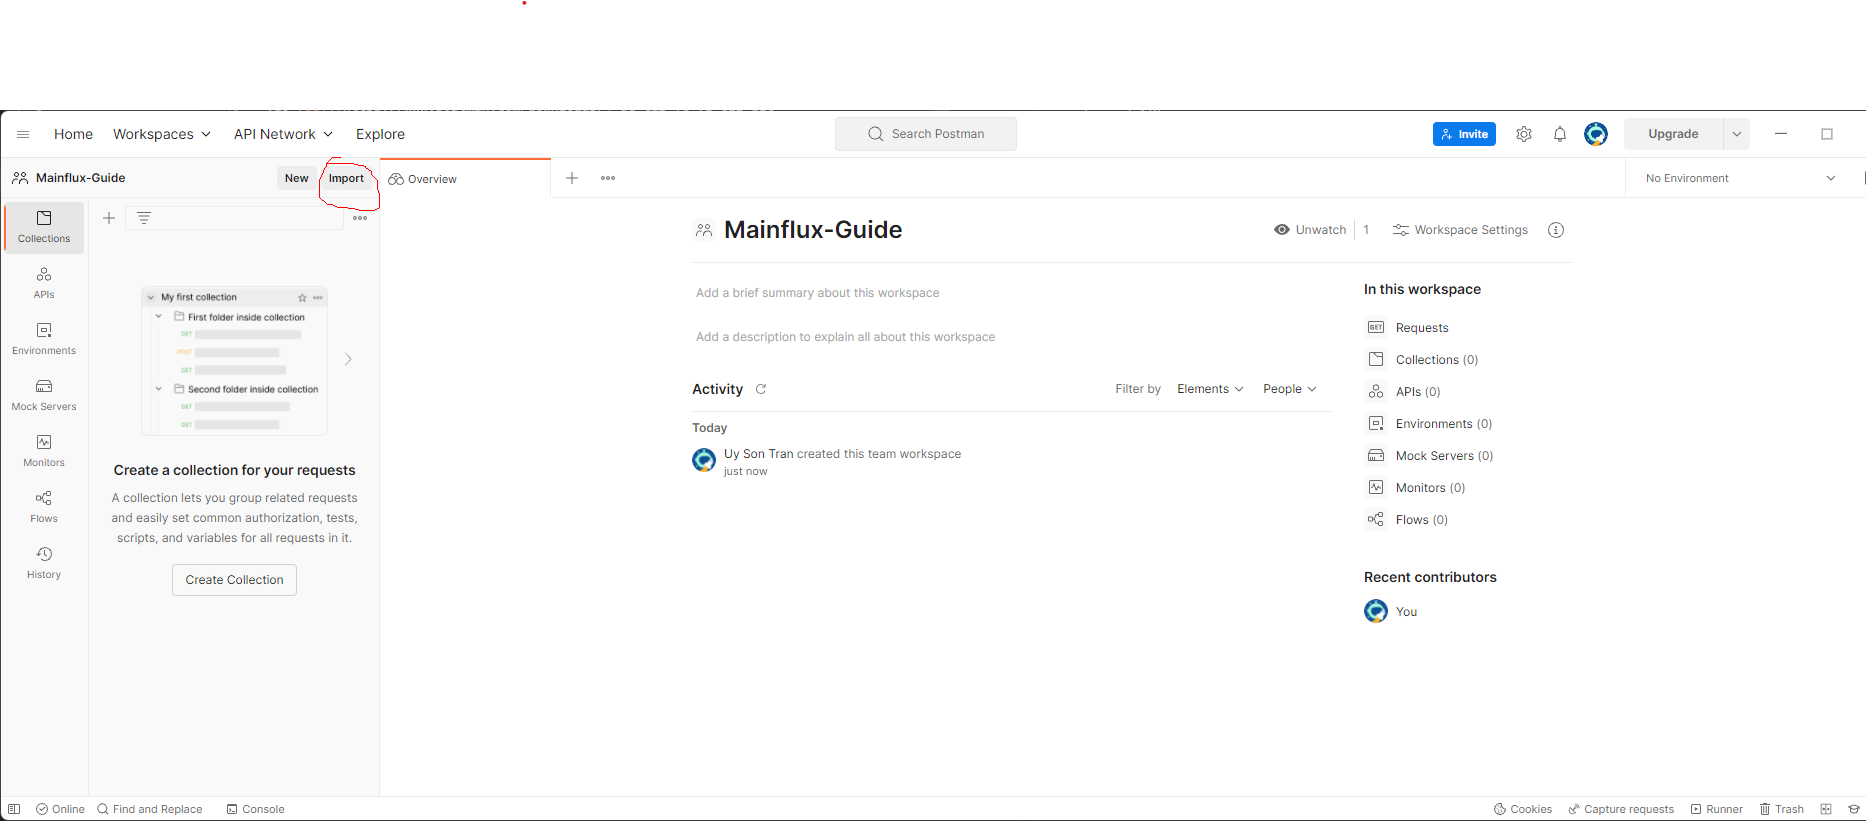 Home Workspaces API Network Explore Search Postman Invite Upgrade
Mainflux-Guide New Import Overview No Environment
Collections
APIs
Environments
Mock Servers
Monitors
Flows
History
My first collection
First folder inside collection
GET
POST
GET
Second folder inside collection
GET
GET
Create a collection for your requests
A collection lets you group related requests
and easily set common authorization, tests,
scripts, and variables for all requests in it.
Create Collection
Mainflux-Guide
Unwatch 1 Workspace Settings
Add a brief summary about this workspace
Add a description to explain all about this workspace
Activity Filter by Elements People
Today
Uy Son Tran created this team workspace
just now
In this workspace
GET Requests
Collections (0)
APIs (0)
Environments (0)
Mock Servers (0)
Monitors (0)
Flows (0)
Recent contributors
You
Online Find and Replace Console Cookies Capture requests Runner Trash